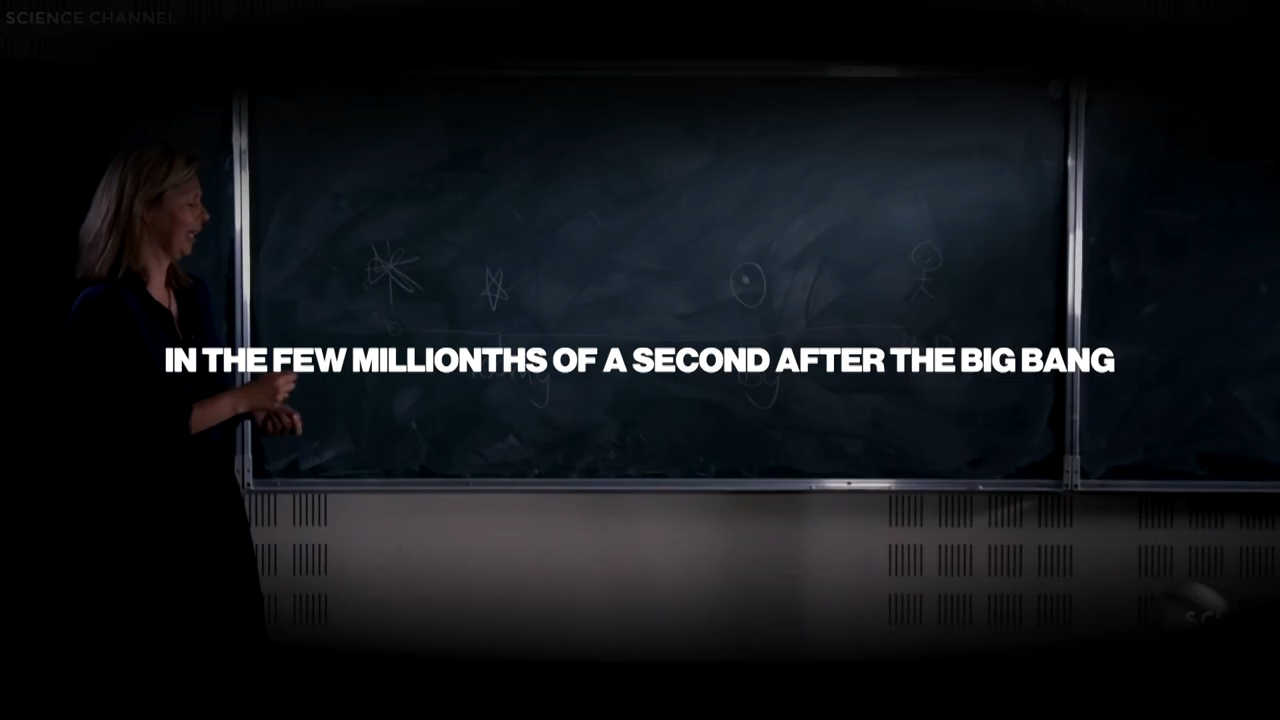 SCIENCE CHANNEL
IN THE FEW MILLIONTHS OF A SECOND AFTER THE BIG BANG